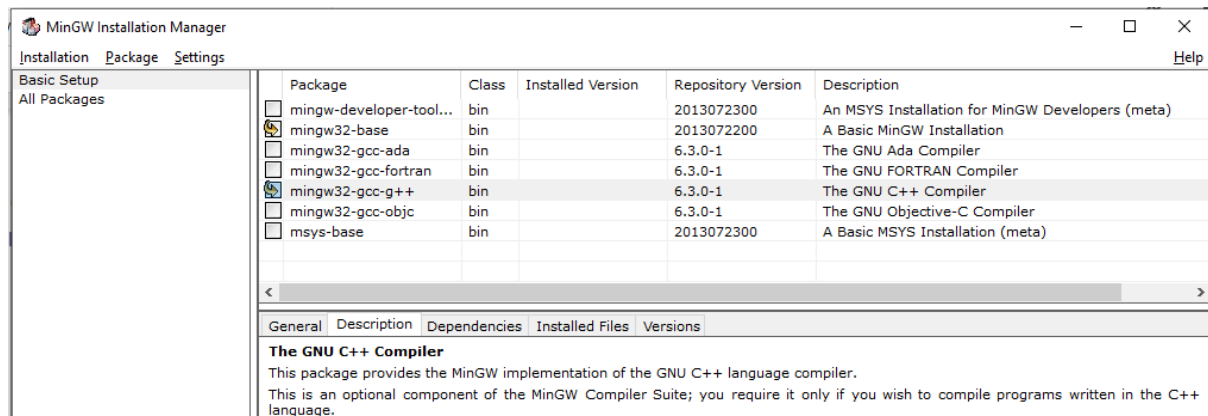 MinGW Installation Manager
Installation Package Settings Help
Basic Setup
All Packages
Package Class Installed Version Repository Version Description
mingw-developer-tool... bin 2013072300 An MSYS Installation for MinGW Developers (meta)
mingw32-base bin 2013072200 A Basic MinGW Installation
mingw32-gcc-ada bin 6.3.0-1 The GNU Ada Compiler
mingw32-gcc-fortran bin 6.3.0-1 The GNU FORTRAN Compiler
mingw32-gcc-g++ bin 6.3.0-1 The GNU C++ Compiler
mingw32-gcc-objc bin 6.3.0-1 The GNU Objective-C Compiler
msys-base bin 2013072300 A Basic MSYS Installation (meta)
General Description Dependencies Installed Files Versions
The GNU C++ Compiler
This package provides the MinGW implementation of the GNU C++ language compiler.
This is an optional component of the MinGW Compiler Suite; you require it only if you wish to compile programs written in the C++
language.